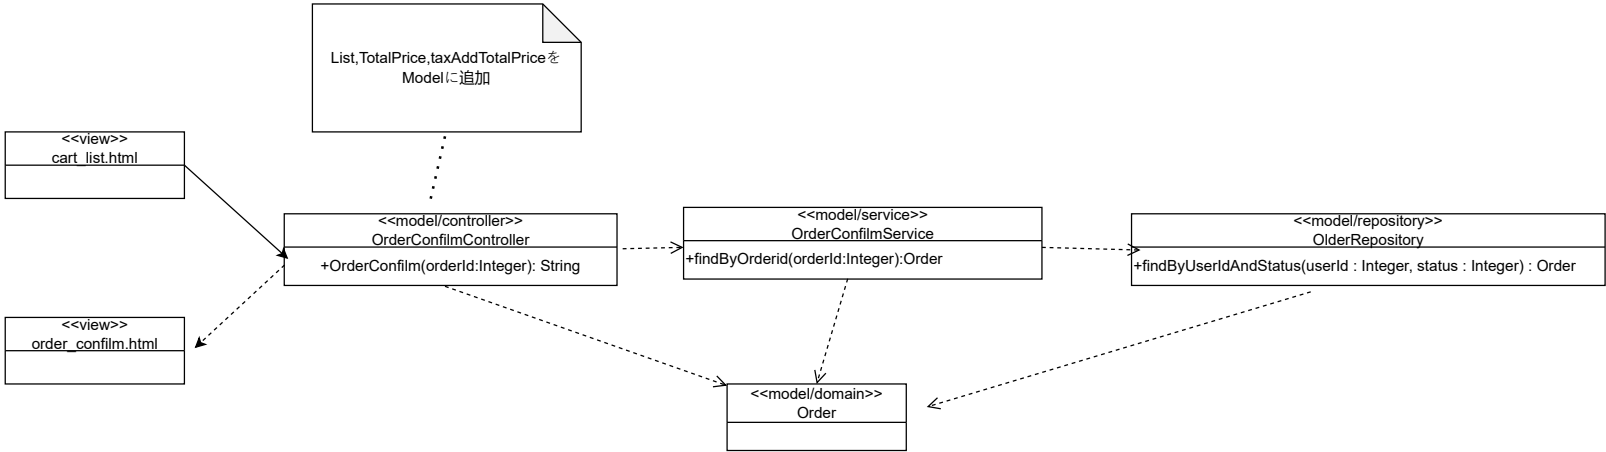 List,TotalPrice,taxAddTotalPriceを
Modelに追加
<<view>>
cart_list.html
<<model/controller>>
OrderConfilmController
+OrderConfilm(orderId:Integer): String
<<model/service>>
OrderConfilmService
+findByOrderid(orderId:Integer):Order
<<model/repository>>
OlderRepository
+findByUserIdAndStatus(userId : Integer, status : Integer) : Order
<<view>>
order_confilm.html
<<model/domain>>
Order